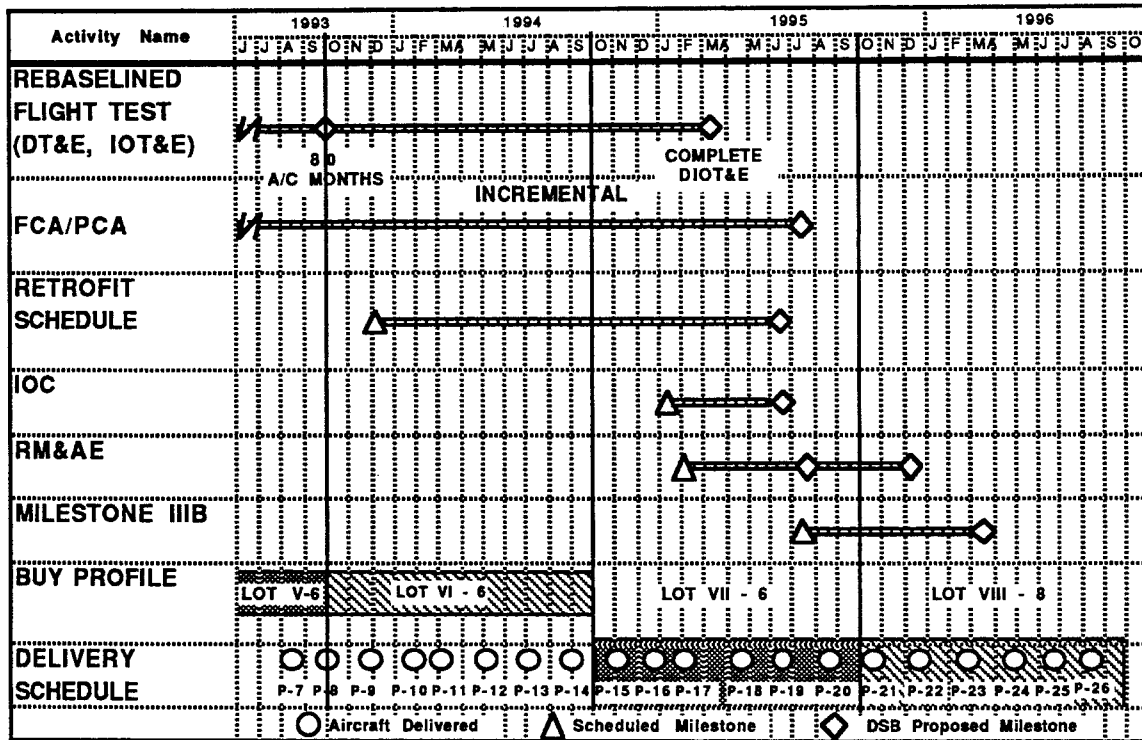 1993 1994 1995 1996
Activity Name
J J A S O N D J F MA M J J A S O N D J F MA M J J A S O N D J F MA M J J A S O
REBASELINED
FLIGHT TEST
(DT&E, IOT&E)
80
A/C MONTHS
COMPLETE
DIOT&E
INCREMENTAL
FCA/PCA
RETROFIT
SCHEDULE
IOC
RM&AE
MILESTONE IIIB
BUY PROFILE
LOT V-6 LOT VI - 6 LOT VII - 6 LOT VIII - 8
DELIVERY
SCHEDULE
P-7 P-8 P-9 P-10 P-11 P-12 P-13 P-14 P-15 P-16 P-17 P-18 P-19 P-20 P-21 P-22 P-23 P-24 P-25 P-26
Aircraft Delivered Scheduled Milestone DSB Proposed Milestone